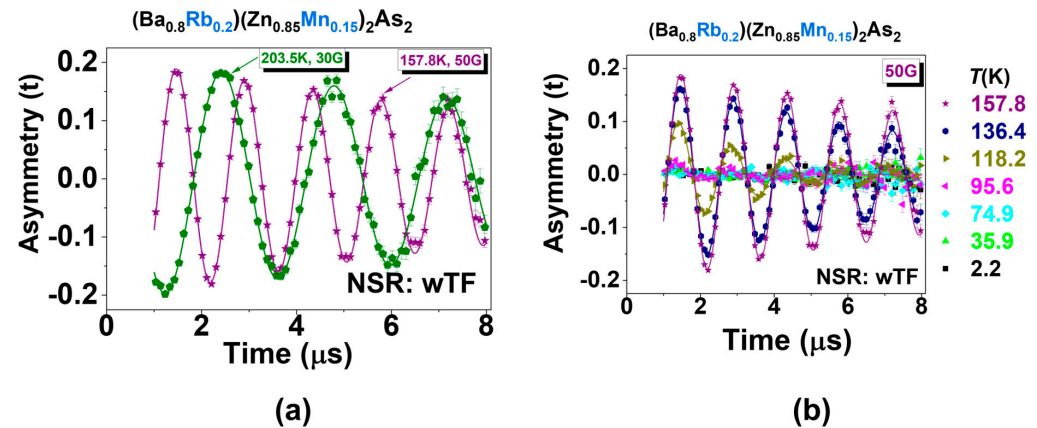 (Ba0.8Rb0.2)(Zn0.85Mn0.15)2As2
203.5K, 30G
157.8K, 50G
0.2
0.1
0.0
-0.1
-0.2
Asymmetry (t)
NSR: wTF
0 2 4 6 8
Time (μs)
(a)
(Ba0.8Rb0.2)(Zn0.85Mn0.15)2As2
50G
0.2
0.1
0.0
-0.1
-0.2
Asymmetry (t)
NSR: wTF
0 2 4 6 8
Time (μs)
(b)
T(K)
157.8
136.4
118.2
95.6
74.9
35.9
2.2